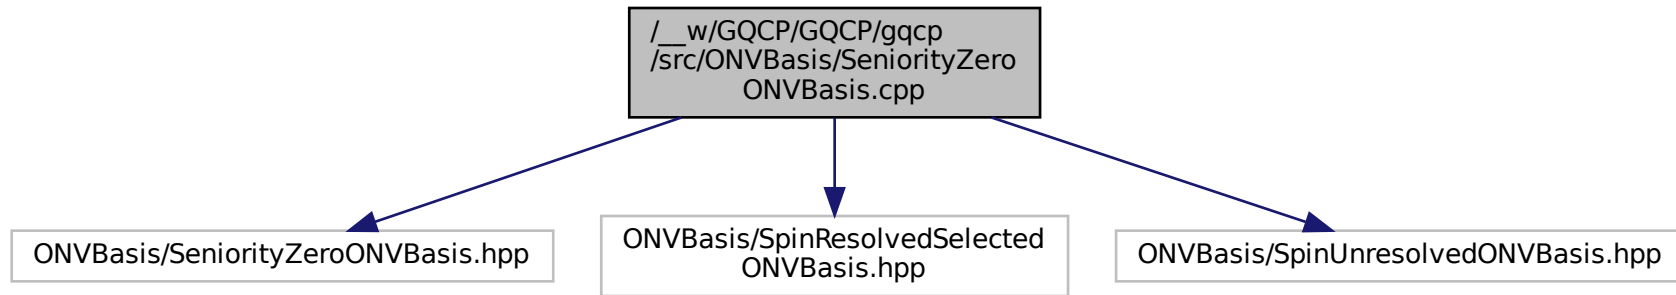 /__w/GQCP/GQCP/gqcp
/src/ONVBasis/SeniorityZero
ONVBasis.cpp
ONVBasis/SeniorityZeroONVBasis.hpp
ONVBasis/SpinResolvedSelected
ONVBasis.hpp
ONVBasis/SpinUnresolvedONVBasis.hpp